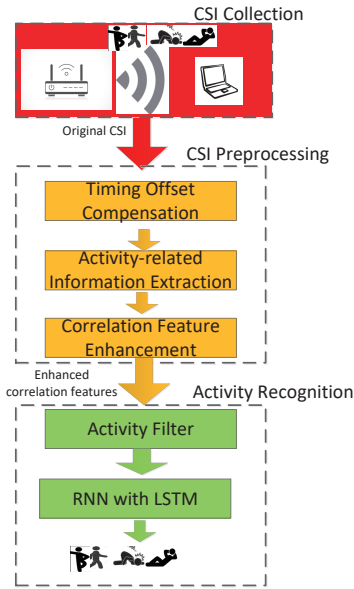 CSI Collection
Original CSI
CSI Preprocessing
Timing Offset
Compensation
Activity-related
Information Extraction
Correlation Feature
Enhancement
Enhanced
correlation features
Activity Recognition
Activity Filter
RNN with LSTM